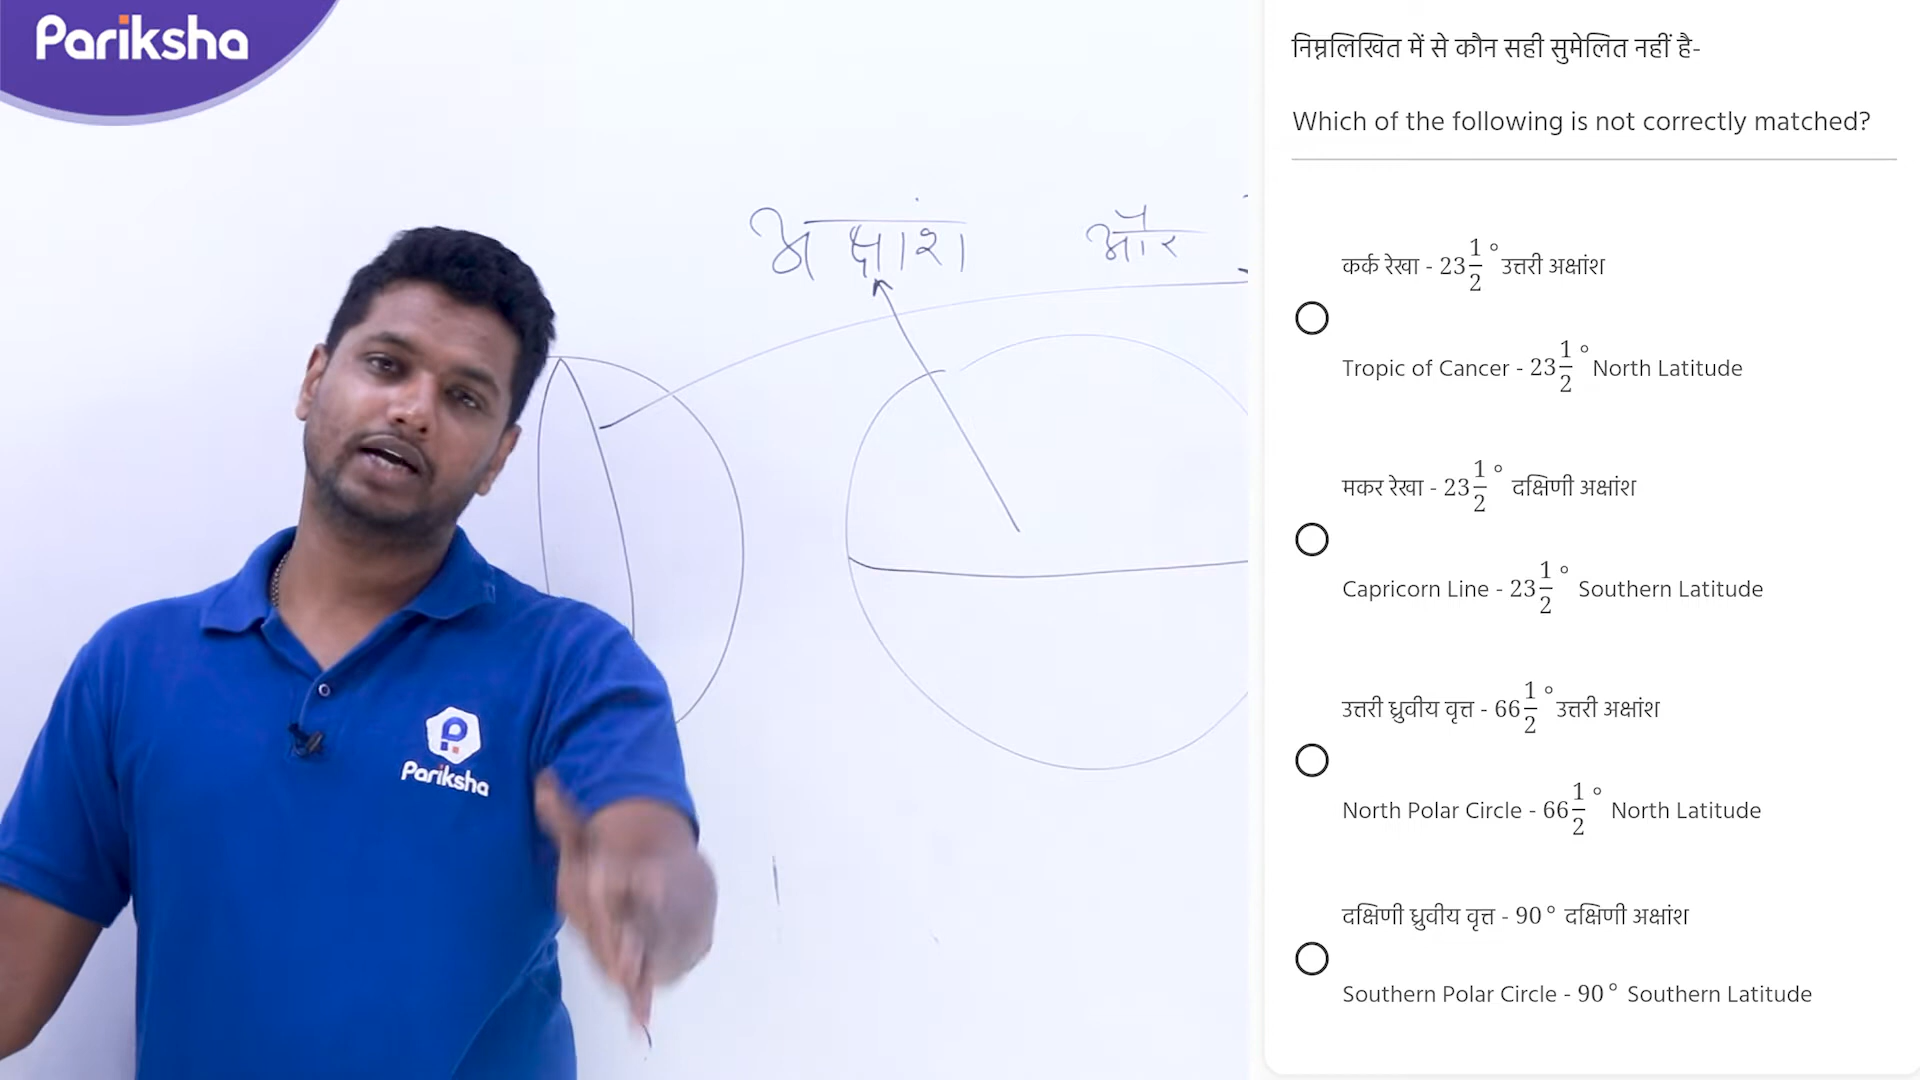 Pariksha
अक्षांश और
Pariksha
निम्नलिखित में से कौन सही सुमेलित नहीं है-
Which of the following is not correctly matched?
कर्क रेखा - 23 1/2° उत्तरी अक्षांश
Tropic of Cancer - 23 1/2° North Latitude
मकर रेखा - 23 1/2° दक्षिणी अक्षांश
Capricorn Line - 23 1/2° Southern Latitude
उत्तरी ध्रुवीय वृत्त - 66 1/2° उत्तरी अक्षांश
North Polar Circle - 66 1/2° North Latitude
दक्षिणी ध्रुवीय वृत्त - 90° दक्षिणी अक्षांश
Southern Polar Circle - 90° Southern Latitude